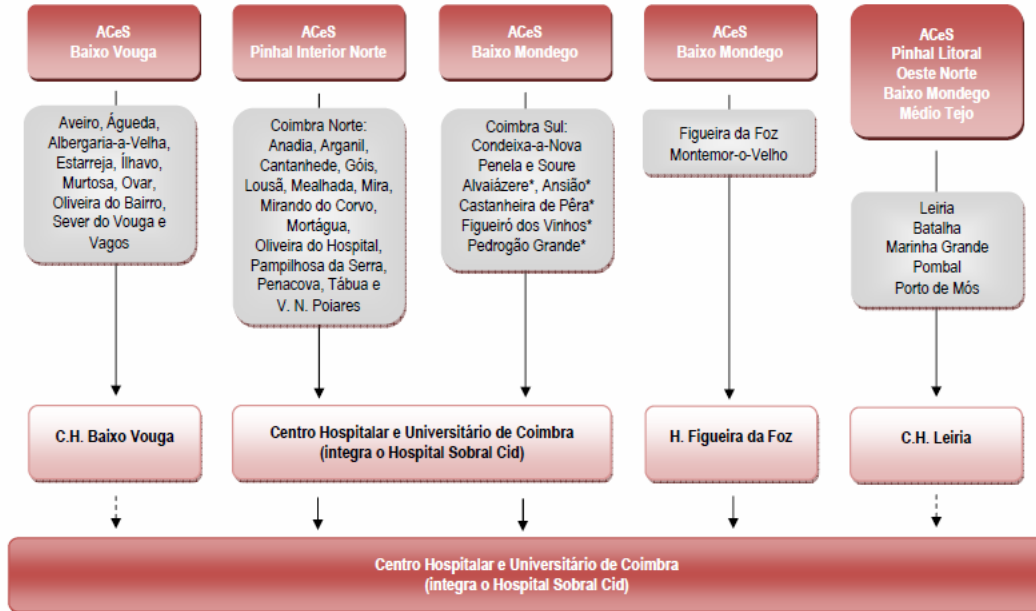 ACeS
Baixo Vouga
ACeS
Pinhal Interior Norte
ACeS
Baixo Mondego
ACeS
Baixo Mondego
ACeS
Pinhal Litoral
Oeste Norte
Baixo Mondego
Médio Tejo
Aveiro, Águeda,
Albergaria-a-Velha,
Estarreja, Ílhavo,
Murtosa, Ovar,
Oliveira do Bairro,
Sever do Vouga e
Vagos
Coimbra Norte:
Anadia, Arganil,
Cantanhede, Góis,
Lousã, Mealhada, Mira,
Mirando do Corvo,
Mortágua,
Oliveira do Hospital,
Pampilhosa da Serra,
Penacova, Tábua e
V. N. Poiares
Coimbra Sul:
Condeixa-a-Nova
Penela e Soure
Alvaiázere*, Ansião*
Castanheira de Pêra*
Figueiró dos Vinhos*
Pedrogão Grande*
Figueira da Foz
Montemor-o-Velho
Leiria
Batalha
Marinha Grande
Pombal
Porto de Mós
C.H. Baixo Vouga
Centro Hospitalar e Universitário de Coimbra
(integra o Hospital Sobral Cid)
H. Figueira da Foz
C.H. Leiria
Centro Hospitalar e Universitário de Coimbra
(integra o Hospital Sobral Cid)